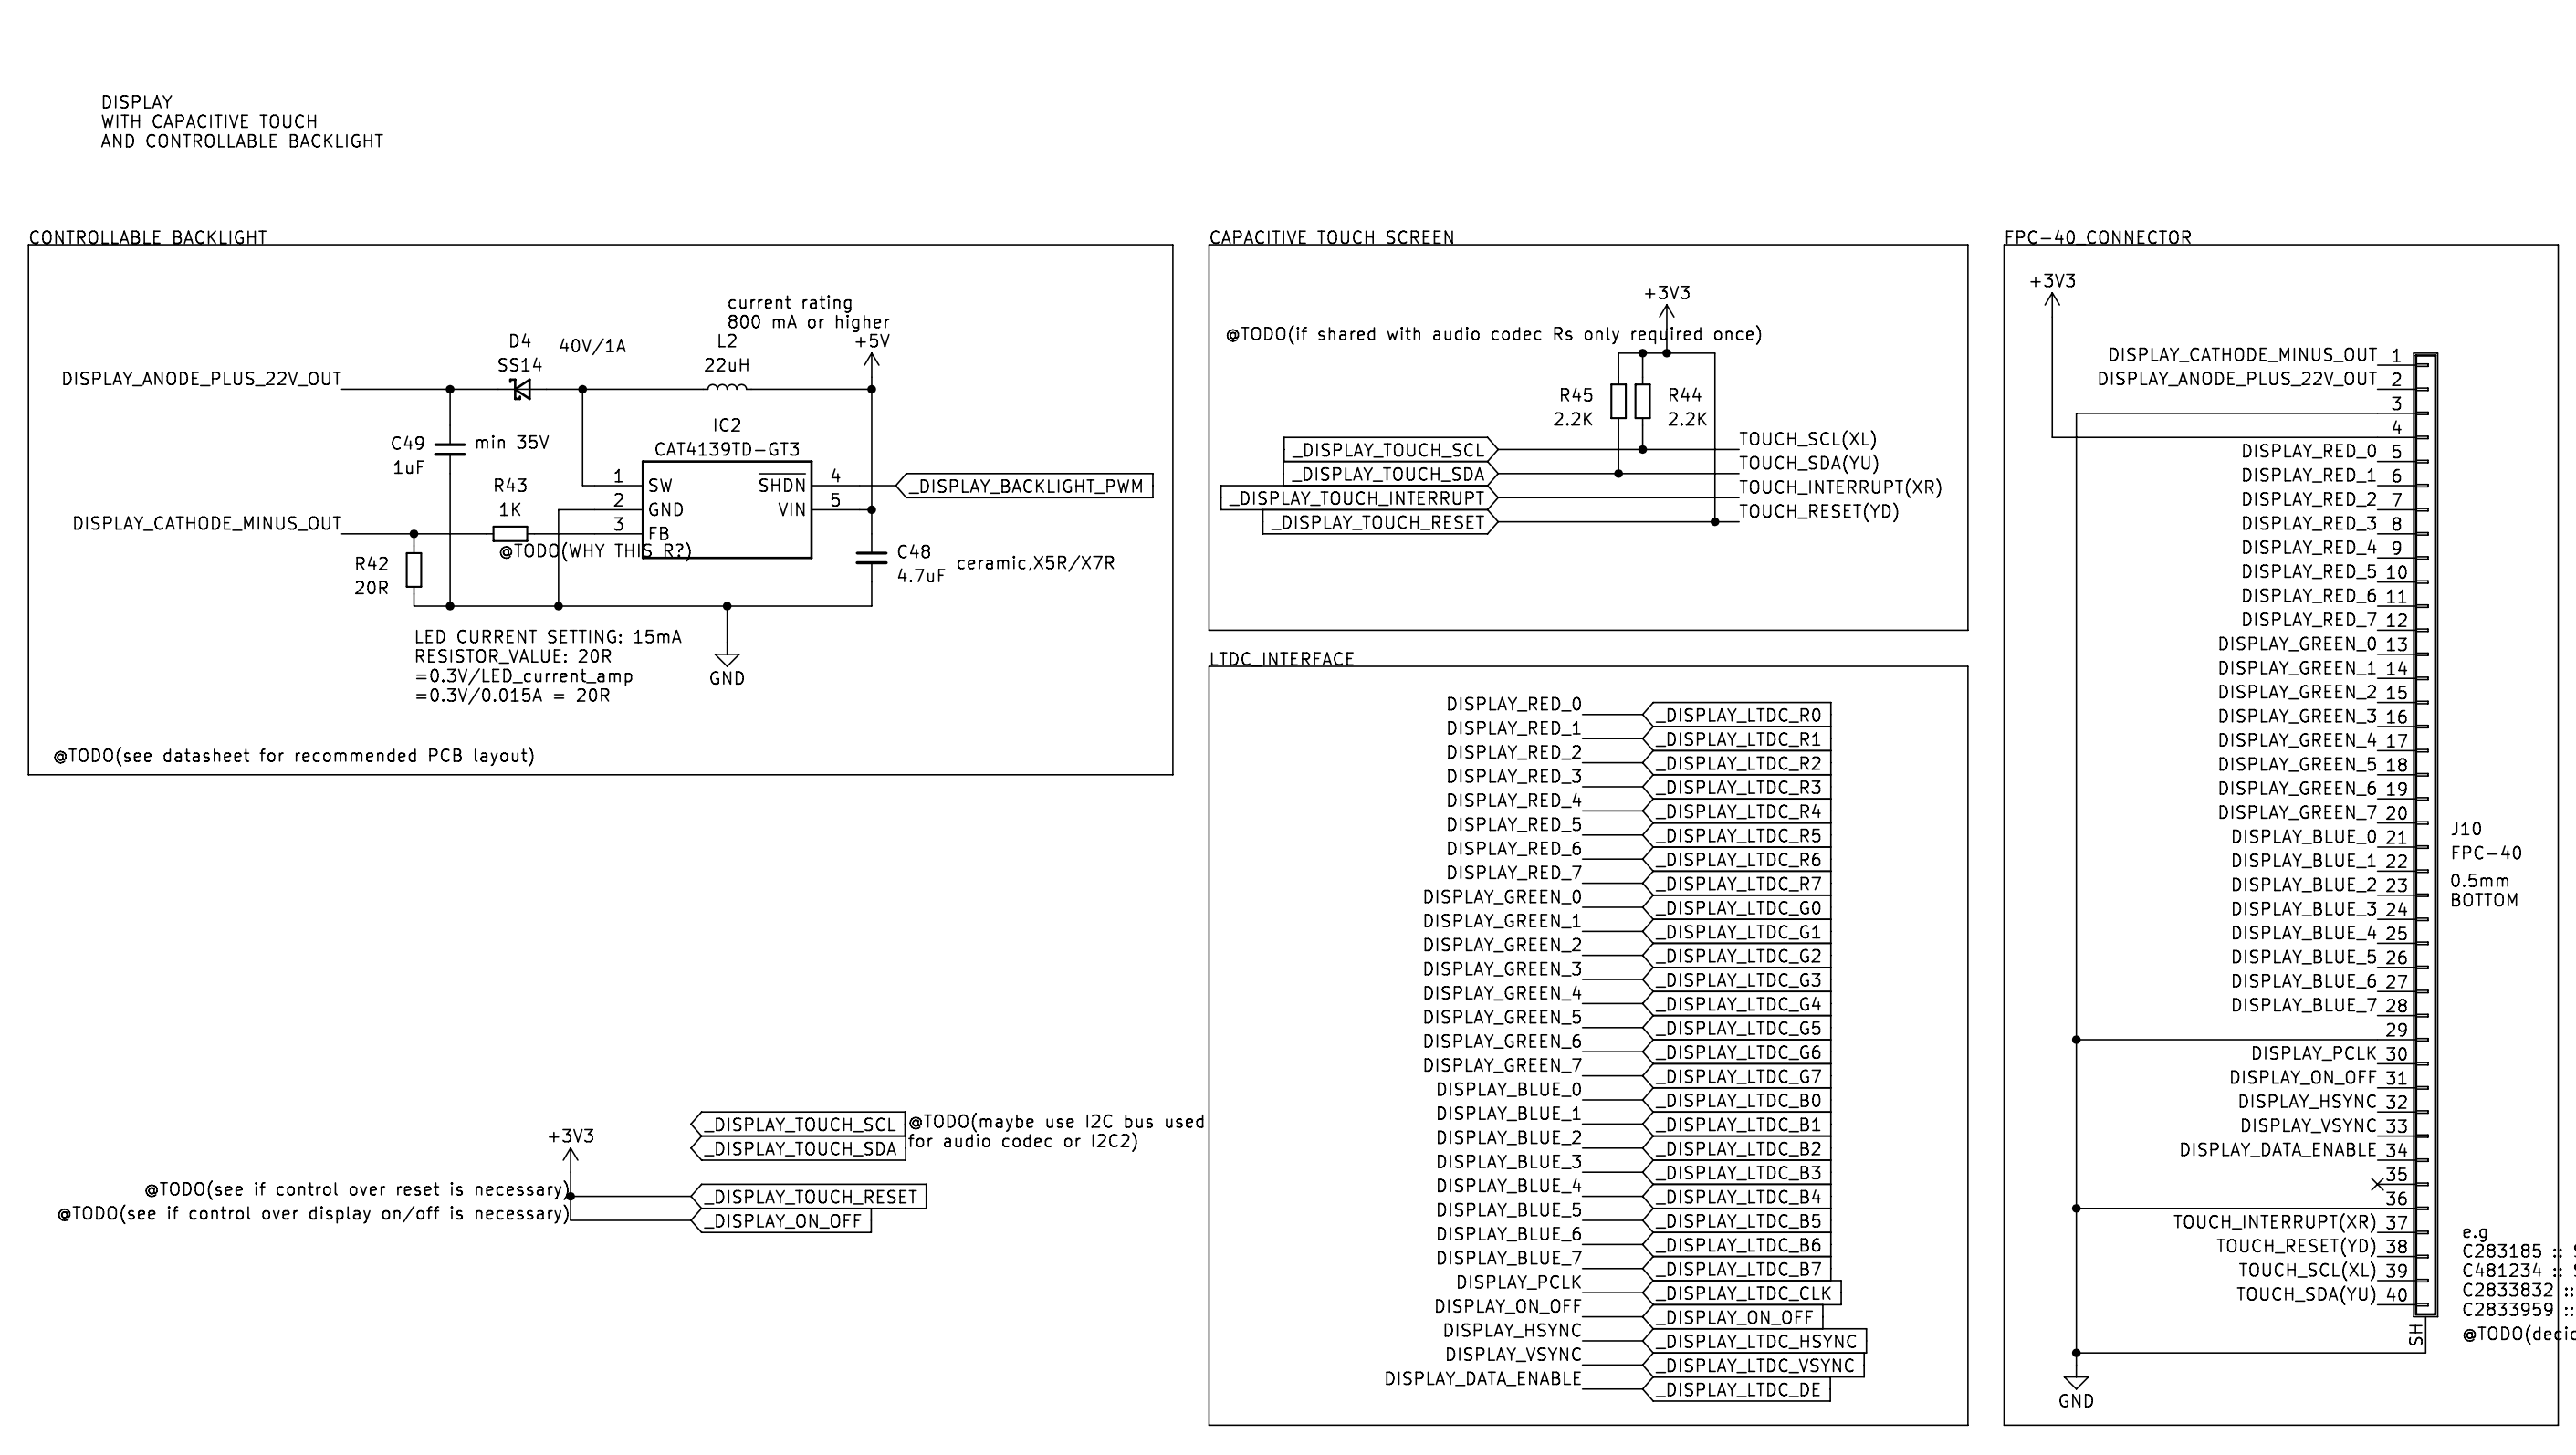 DISPLAY
WITH CAPACITIVE TOUCH
AND CONTROLLABLE BACKLIGHT
CONTROLLABLE BACKLIGHT
current rating
800 mA or higher
D4
SS14
40V/1A
L2
22uH
+5V
DISPLAY_ANODE_PLUS_22V_OUT
C49
1uF
min 35V
IC2
CAT4139TD-GT3
R43
1K
1
SW
2
GND
3
FB
SHDN
4
VIN
5
_DISPLAY_BACKLIGHT_PWM
DISPLAY_CATHODE_MINUS_OUT
@TODO(WHY THIS R?)
R42
20R
C48
4.7uF
ceramic,X5R/X7R
LED CURRENT SETTING: 15mA
RESISTOR_VALUE: 20R
=0.3V/LED_current_amp
=0.3V/0.015A = 20R
GND
@TODO(see datasheet for recommended PCB layout)
_DISPLAY_TOUCH_SCL
_DISPLAY_TOUCH_SDA
@TODO(maybe use I2C bus used
for audio codec or I2C2)
+3V3
@TODO(see if control over reset is necessary)
_DISPLAY_TOUCH_RESET
@TODO(see if control over display on/off is necessary)
_DISPLAY_ON_OFF
CAPACITIVE TOUCH SCREEN
+3V3
@TODO(if shared with audio codec Rs only required once)
R45
2.2K
R44
2.2K
_DISPLAY_TOUCH_SCL
TOUCH_SCL(XL)
_DISPLAY_TOUCH_SDA
TOUCH_SDA(YU)
_DISPLAY_TOUCH_INTERRUPT
TOUCH_INTERRUPT(XR)
_DISPLAY_TOUCH_RESET
TOUCH_RESET(YD)
LTDC INTERFACE
DISPLAY_RED_0
_DISPLAY_LTDC_R0
DISPLAY_RED_1
_DISPLAY_LTDC_R1
DISPLAY_RED_2
_DISPLAY_LTDC_R2
DISPLAY_RED_3
_DISPLAY_LTDC_R3
DISPLAY_RED_4
_DISPLAY_LTDC_R4
DISPLAY_RED_5
_DISPLAY_LTDC_R5
DISPLAY_RED_6
_DISPLAY_LTDC_R6
DISPLAY_RED_7
_DISPLAY_LTDC_R7
DISPLAY_GREEN_0
_DISPLAY_LTDC_G0
DISPLAY_GREEN_1
_DISPLAY_LTDC_G1
DISPLAY_GREEN_2
_DISPLAY_LTDC_G2
DISPLAY_GREEN_3
_DISPLAY_LTDC_G3
DISPLAY_GREEN_4
_DISPLAY_LTDC_G4
DISPLAY_GREEN_5
_DISPLAY_LTDC_G5
DISPLAY_GREEN_6
_DISPLAY_LTDC_G6
DISPLAY_GREEN_7
_DISPLAY_LTDC_G7
DISPLAY_BLUE_0
_DISPLAY_LTDC_B0
DISPLAY_BLUE_1
_DISPLAY_LTDC_B1
DISPLAY_BLUE_2
_DISPLAY_LTDC_B2
DISPLAY_BLUE_3
_DISPLAY_LTDC_B3
DISPLAY_BLUE_4
_DISPLAY_LTDC_B4
DISPLAY_BLUE_5
_DISPLAY_LTDC_B5
DISPLAY_BLUE_6
_DISPLAY_LTDC_B6
DISPLAY_BLUE_7
_DISPLAY_LTDC_B7
DISPLAY_PCLK
_DISPLAY_LTDC_CLK
DISPLAY_ON_OFF
_DISPLAY_ON_OFF
DISPLAY_HSYNC
_DISPLAY_LTDC_HSYNC
DISPLAY_VSYNC
_DISPLAY_LTDC_VSYNC
DISPLAY_DATA_ENABLE
_DISPLAY_LTDC_DE
FPC-40 CONNECTOR
+3V3
DISPLAY_CATHODE_MINUS_OUT 1
DISPLAY_ANODE_PLUS_22V_OUT 2
3
4
DISPLAY_RED_0 5
DISPLAY_RED_1 6
DISPLAY_RED_2 7
DISPLAY_RED_3 8
DISPLAY_RED_4 9
DISPLAY_RED_5 10
DISPLAY_RED_6 11
DISPLAY_RED_7 12
DISPLAY_GREEN_0 13
DISPLAY_GREEN_1 14
DISPLAY_GREEN_2 15
DISPLAY_GREEN_3 16
DISPLAY_GREEN_4 17
DISPLAY_GREEN_5 18
DISPLAY_GREEN_6 19
DISPLAY_GREEN_7 20
DISPLAY_BLUE_0 21
DISPLAY_BLUE_1 22
DISPLAY_BLUE_2 23
DISPLAY_BLUE_3 24
DISPLAY_BLUE_4 25
DISPLAY_BLUE_5 26
DISPLAY_BLUE_6 27
DISPLAY_BLUE_7 28
29
DISPLAY_PCLK 30
DISPLAY_ON_OFF 31
DISPLAY_HSYNC 32
DISPLAY_VSYNC 33
DISPLAY_DATA_ENABLE 34
35
36
TOUCH_INTERRUPT(XR) 37
TOUCH_RESET(YD) 38
TOUCH_SCL(XL) 39
TOUCH_SDA(YU) 40
SH
GND
J10
FPC-40
0.5mm
BOTTOM
e.g
C283185 ::
C481234 ::
C2833832 ::
C2833959 ::